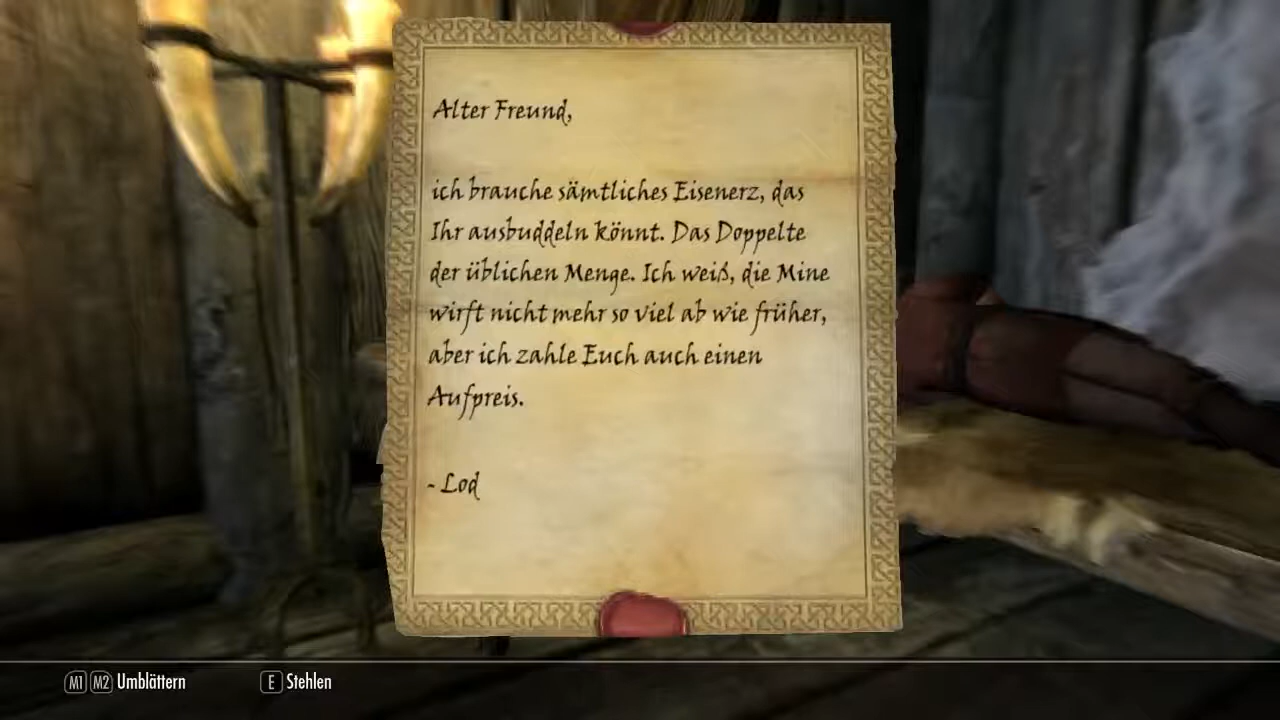 Alter Freund,
ich brauche sämtliches Eisenerz, das
Ihr ausbuddeln könnt. Das Doppelte
der üblichen Menge. Ich weiß, die Mine
wirft nicht mehr so viel ab wie früher,
aber ich zahle Euch auch einen
Aufpreis.
- Lod
M1 M2 Umblättern
E Stehlen